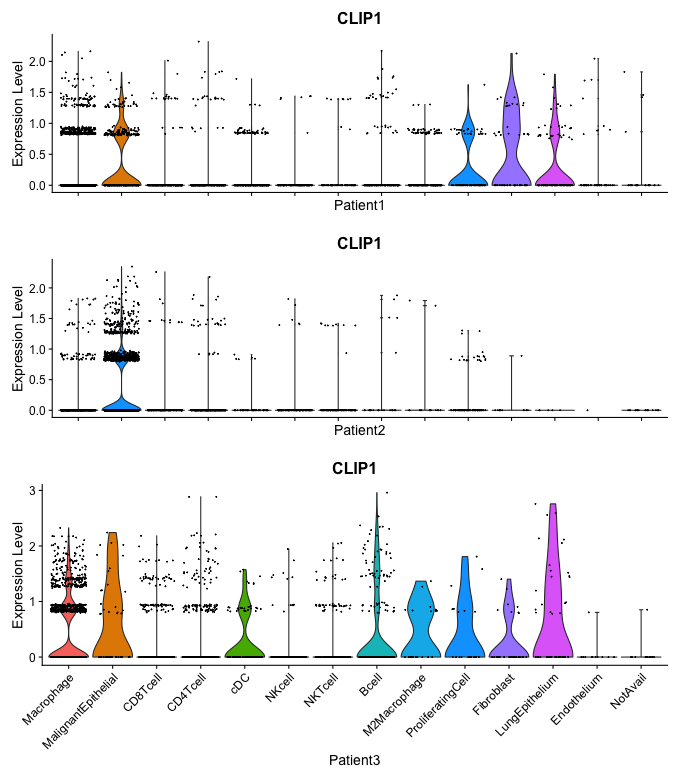 CLIP1
Expression Level
2.0
1.5
1.0
0.5
0.0
Patient1
CLIP1
Expression Level
2.0
1.5
1.0
0.5
0.0
Patient2
CLIP1
Expression Level
3
2
1
0
Macrophage
MalignantEpithelial
CD8Tcell
CD4Tcell
cDC
NKcell
NKTcell
Bcell
M2Macrophage
ProliferatingCell
Fibroblast
LungEpithelium
Endothelium
NotAvail
Patient3